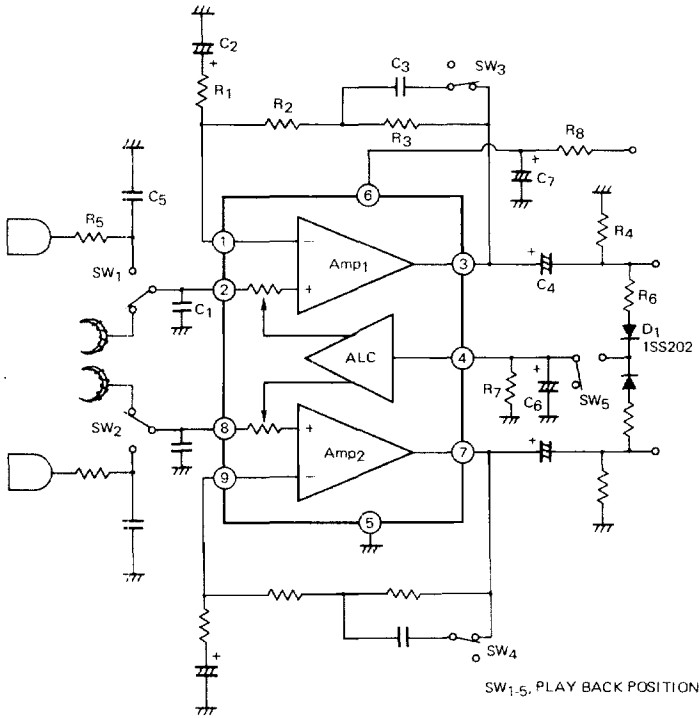 C2
+
R1
C3
SW3
R2
R3
R8
+
C7
6
C5
R5
SW1
1
−
Amp1
3
+
C4
R4
2
+
C1
R6
D1
1SS202
ALC
4
R7
+
C6
SW5
SW2
8
+
Amp2
7
+
9
−
5
+
SW4
SW1-5, PLAY BACK POSITION